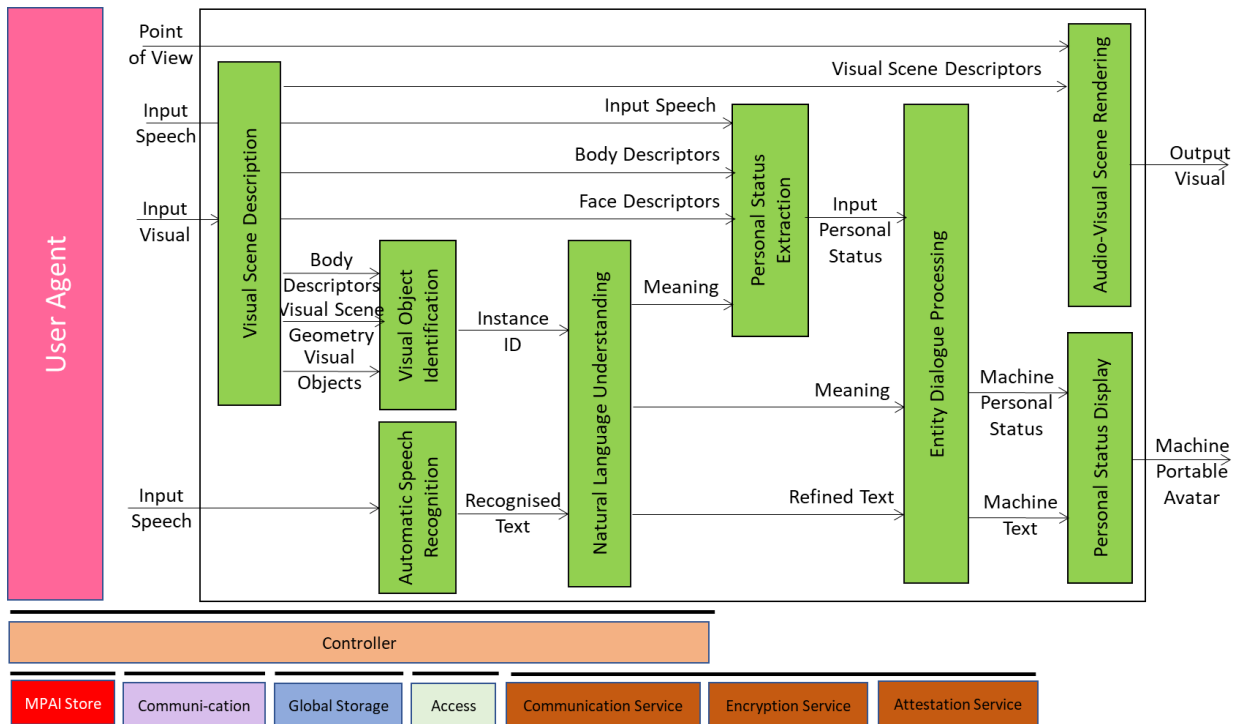 Point
of View
Visual Scene Descriptors
Input
Speech
Input Speech
Body Descriptors
Face Descriptors
Input
Visual
Output
Visual
Input
Personal
Status
User Agent
Visual Scene Description
Body
Descriptors
Visual Scene
Geometry
Visual
Objects
Visual Object
Identification
Instance
ID
Natural Language Understanding
Meaning
Personal Status
Extraction
Entity Dialogue Processing
Audio-Visual Scene Rendering
Meaning
Machine
Personal
Status
Personal Status Display
Machine
Portable
Avatar
Input
Speech
Automatic Speech
Recognition
Recognised
Text
Refined Text
Machine
Text
Controller
MPAI Store
Communi-cation
Global Storage
Access
Communication Service
Encryption Service
Attestation Service